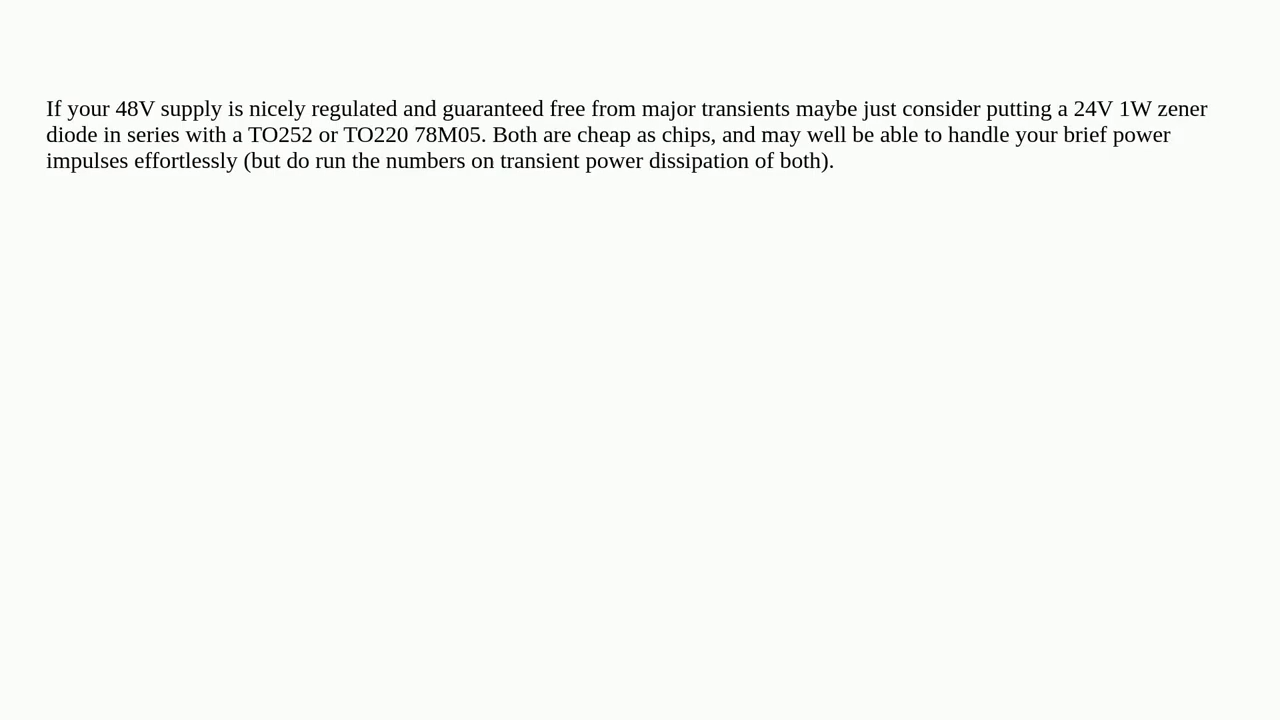 If your 48V supply is nicely regulated and guaranteed free from major transients maybe just consider putting a 24V 1W zener
diode in series with a TO252 or TO220 78M05. Both are cheap as chips, and may well be able to handle your brief power
impulses effortlessly (but do run the numbers on transient power dissipation of both).